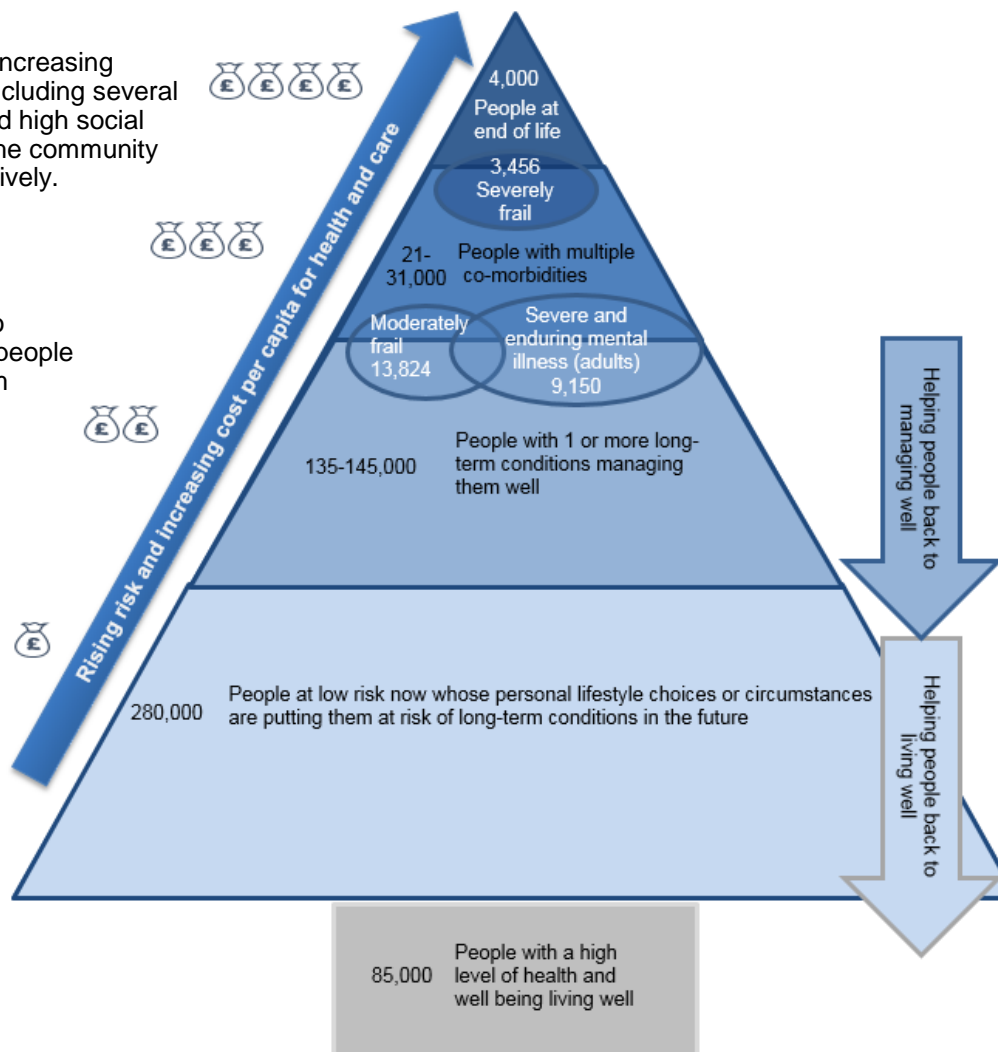 ncreasing
cluding several
d high social
ne community
tively.
£ £ £ £
£ £ £
o
people
n
£ £
£
Rising risk and increasing cost per capita for health and care
4,000
People at
end of life
3,456
Severely
frail
21-
31,000
People with multiple
co-morbidities
Moderately
frail
13,824
Severe and
enduring mental
illness (adults)
9,150
135-145,000
People with 1 or more long-
term conditions managing
them well
280,000
People at low risk now whose personal lifestyle choices or circumstances
are putting them at risk of long-term conditions in the future
85,000
People with a high
level of health and
well being living well
Helping people back to
managing well
Helping people back to
living well